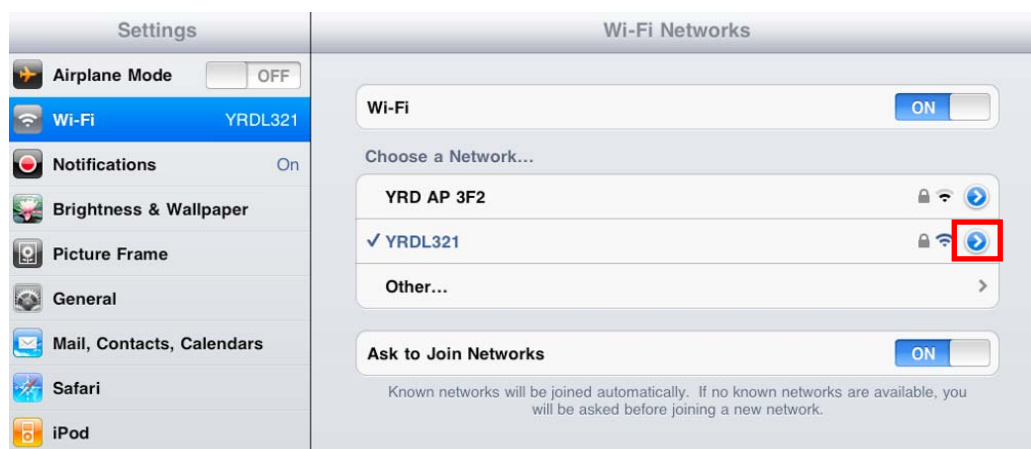 Settings
Airplane Mode OFF
Wi-Fi YRDL321
Notifications On
Brightness & Wallpaper
Picture Frame
General
Mail, Contacts, Calendars
Safari
iPod
Wi-Fi Networks
Wi-Fi ON
Choose a Network...
YRD AP 3F2
✓ YRDL321
Other...
Ask to Join Networks ON
Known networks will be joined automatically. If no known networks are available, you
will be asked before joining a new network.